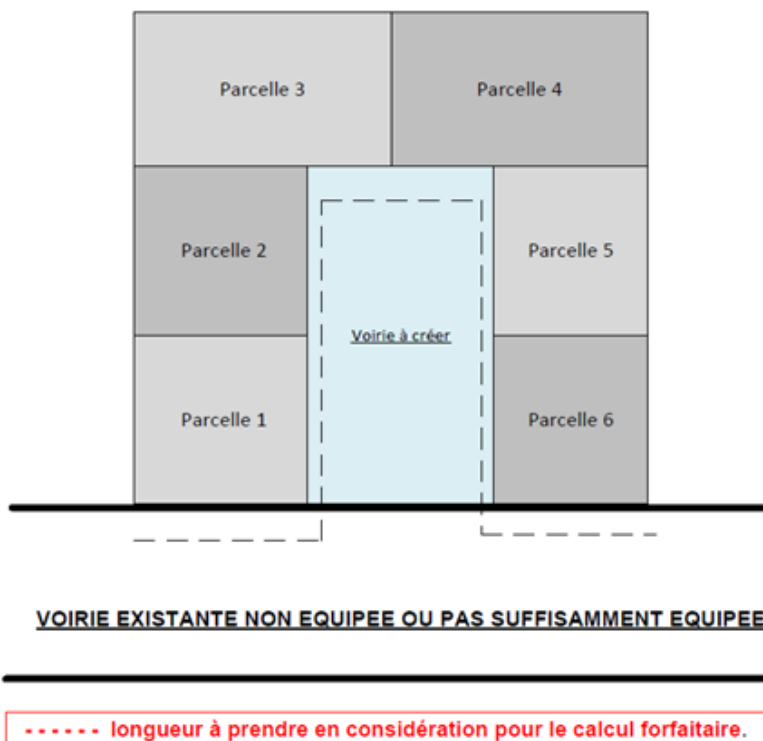 Parcelle 3
Parcelle 4
Parcelle 2
Parcelle 5
Voirie à créer
Parcelle 1
Parcelle 6
VOIRIE EXISTANTE NON EQUIPEE OU PAS SUFFISAMMENT EQUIPEE
------ longueur à prendre en considération pour le calcul forfaitaire.